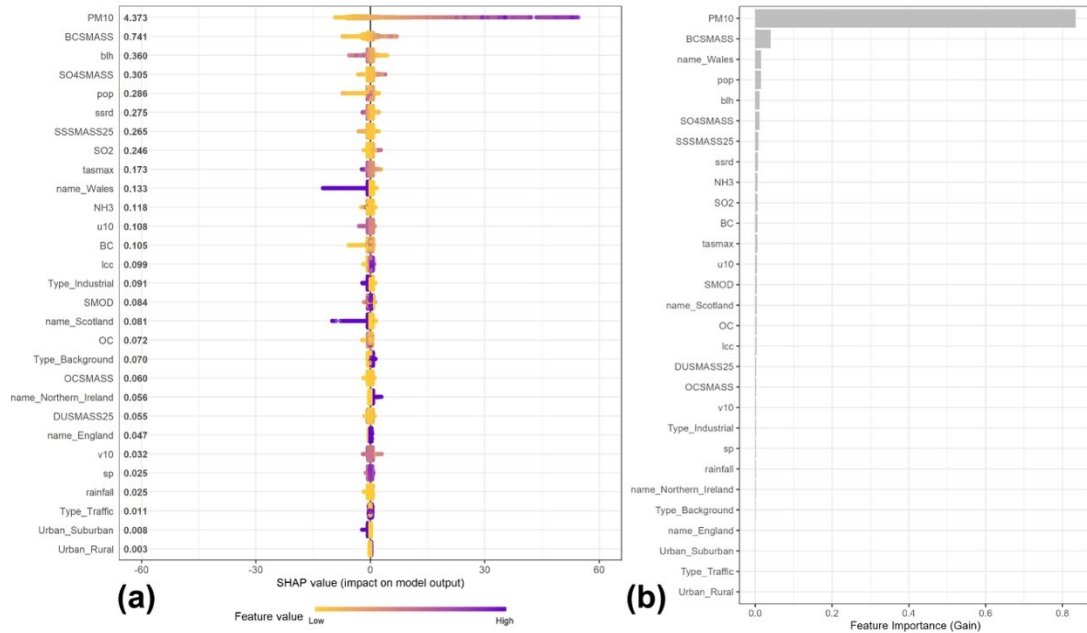 PM10 4.373
BCSMASS 0.741
blh 0.360
SO4SMASS 0.305
pop 0.286
ssrd 0.275
SSSMASS25 0.265
SO2 0.246
tasmax 0.173
name_Wales 0.133
NH3 0.118
u10 0.108
BC 0.105
lcc 0.099
Type_Industrial 0.091
SMOD 0.084
name_Scotland 0.081
OC 0.072
Type_Background 0.070
OCSMASS 0.060
name_Northern_Ireland 0.056
DUSMASS25 0.055
name_England 0.047
v10 0.032
sp 0.025
rainfall 0.025
Type_Traffic 0.011
Urban_Suburban 0.008
Urban_Rural 0.003
-60 -30 0 30 60
SHAP value (impact on model output)
(a)
Feature value Low High
PM10
BCSMASS
name_Wales
pop
blh
SO4SMASS
SSSMASS25
ssrd
NH3
SO2
BC
tasmax
u10
SMOD
name_Scotland
OC
lcc
DUSMASS25
OCSMASS
v10
Type_Industrial
sp
rainfall
name_Northern_Ireland
Type_Background
name_England
Urban_Suburban
Type_Traffic
Urban_Rural
0.0 0.2 0.4 0.6 0.8
Feature Importance (Gain)
(b)